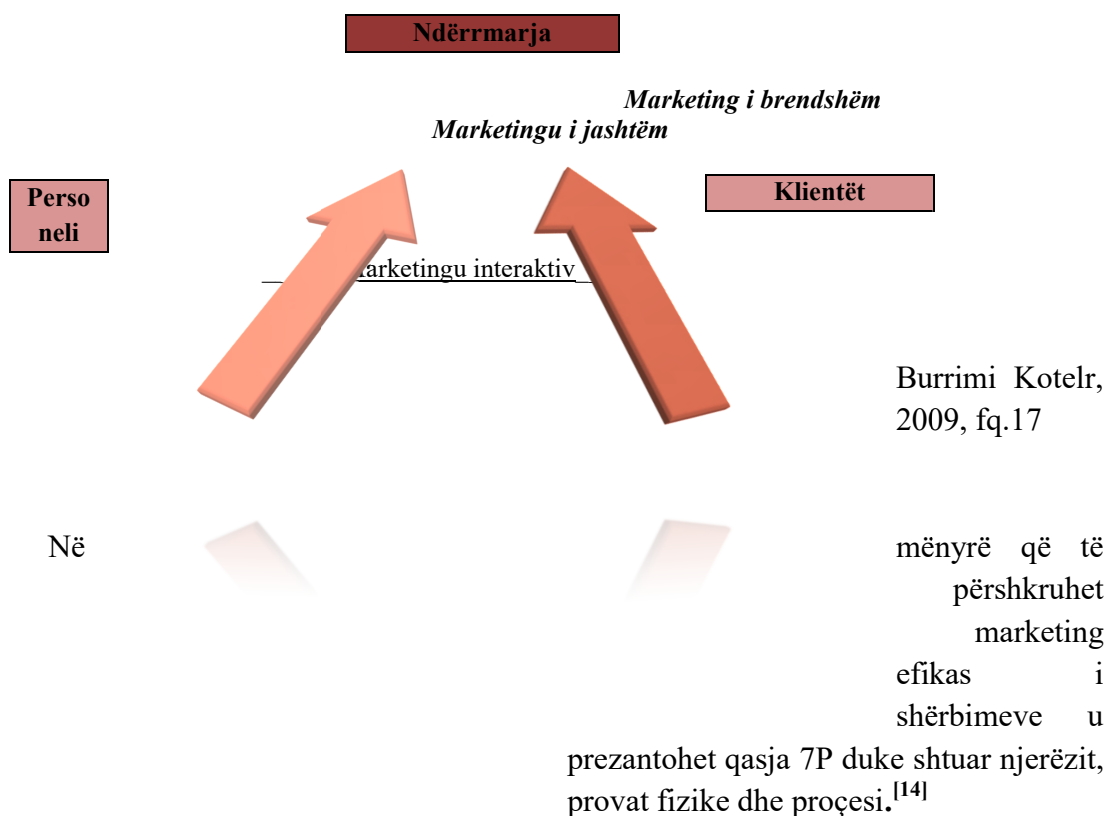 Ndërrmarja
Marketing i brendshëm
Marketingu i jashtëm
Perso
neli
Klientët
arketingu interaktiv
Burrimi Kotelr,
2009, fq.17
Në mënyrë që të
përshkruhet
marketing
efikas i
shërbimeve u
prezantohet qasja 7P duke shtuar njerëzit,
provat fizike dhe proçesi.[14]